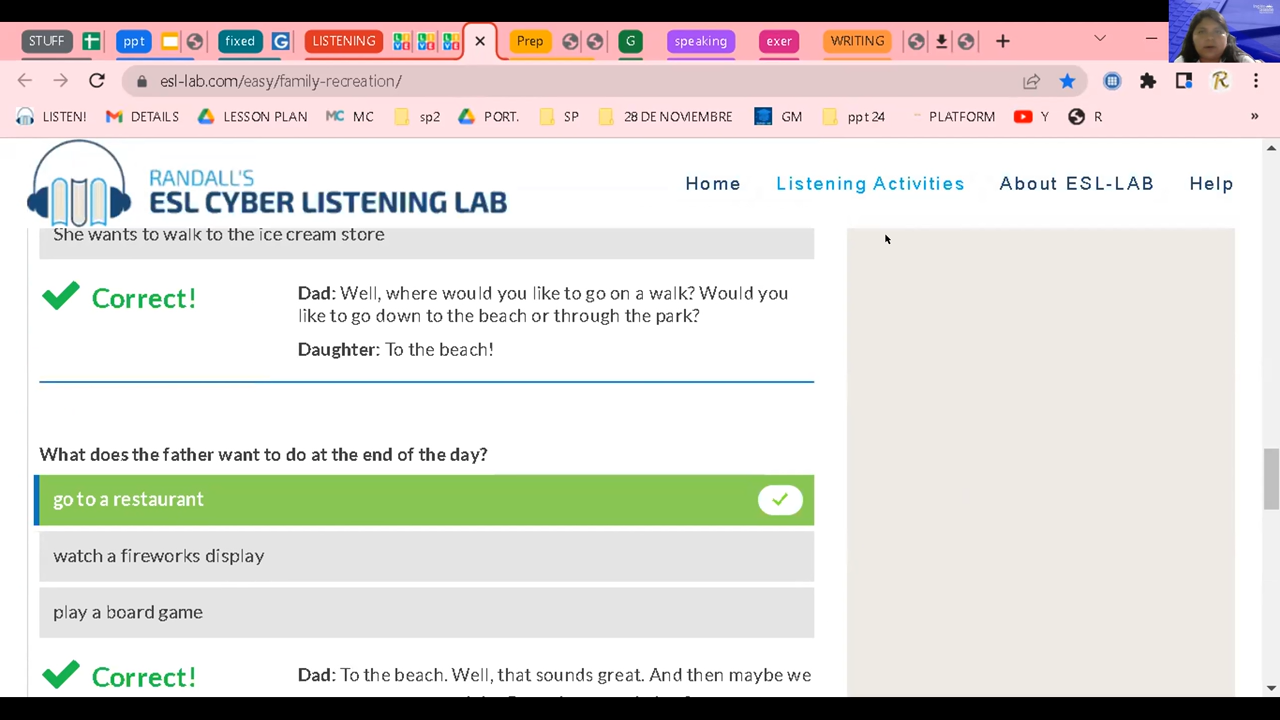 STUFF ppt fixed LISTENING Prep G speaking exer WRITING
esl-lab.com/easy/family-recreation/
LISTEN! DETAILS LESSON PLAN MC MC sp2 PORT. SP 28 DE NOVIEMBRE GM ppt 24 PLATFORM Y R »
RANDALL'S
ESL CYBER LISTENING LAB
Home Listening Activities About ESL-LAB Help
She wants to walk to the ice cream store
Correct!
Dad: Well, where would you like to go on a walk? Would you
like to go down to the beach or through the park?
Daughter: To the beach!
What does the father want to do at the end of the day?
go to a restaurant
watch a fireworks display
play a board game
Correct!
Dad: To the beach. Well, that sounds great. And then maybe we